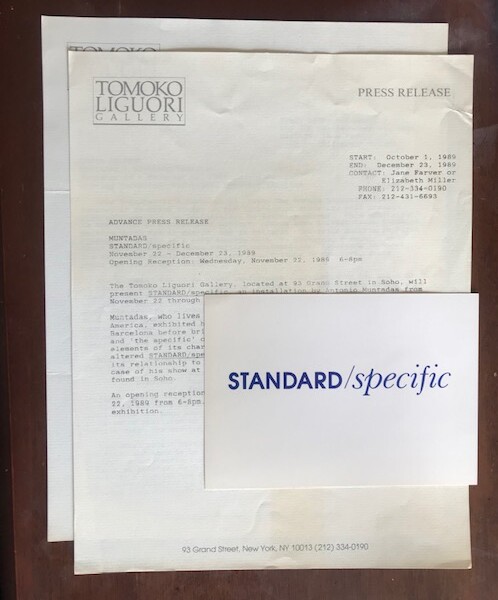 TOMOKO
TOMOKO
LIGUORI
GALLERY
PRESS RELEASE
START: October 1, 1989
END: December 23, 1989
CONTACT: Jane Farver or
Elizabeth Miller
PHONE: 212-334-0190
FAX: 212-431-6693
ADVANCE PRESS RELEASE
MUNTADAS
STANDARD/specific
November 22 - December 23, 1989
Opening Reception: Wednesday, November 22, 1989 6-8pm
The Tomoko Liguori Gallery, located at 93 Grand Street in Soho, will
present STANDARD/specific, an installation by Antonio Muntadas from
November 22 through
Muntadas, who lives
America, exhibited
Barcelona before
and 'the specific'
elements of its
altered STANDARD/spe
its relationship to
case of his show at
found in Soho.
An opening reception
22, 1989 from 6-8pm.
exhibition.
STANDARD/specific
93 Grand Street, New York, NY 10013 (212) 334-0190